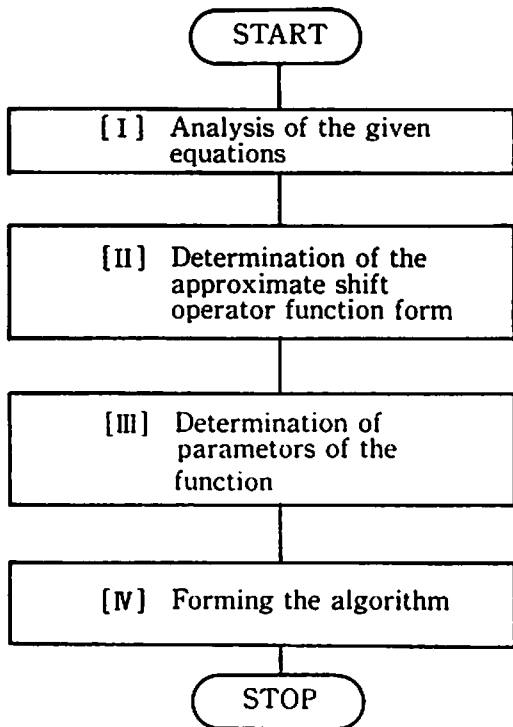 START
[I] Analysis of the given
equations
[II] Determination of the
approximate shift
operator function form
[III] Determination of
parametors of the
function
[IV] Forming the algorithm
STOP